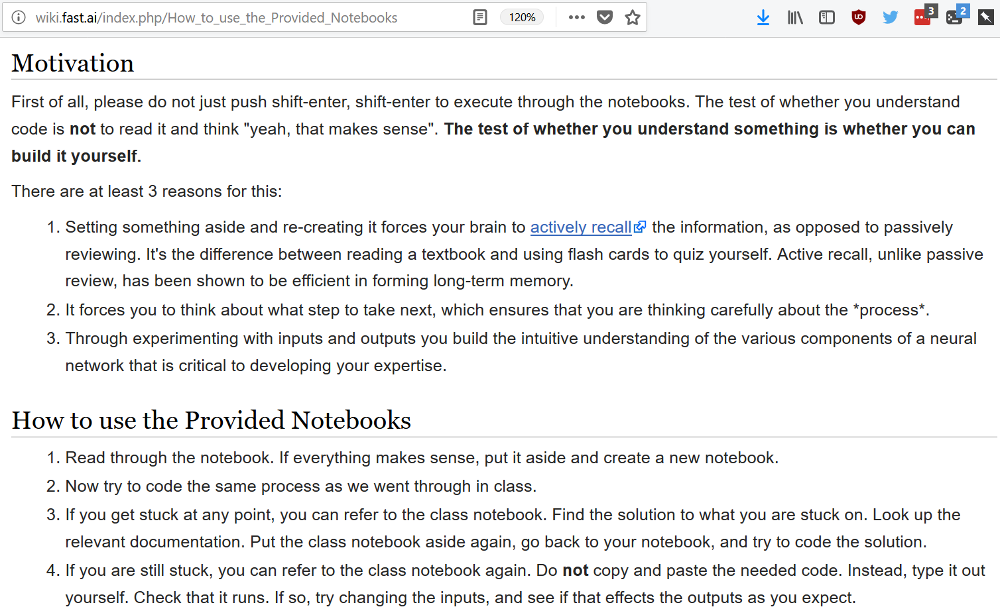 wiki.fast.ai/index.php/How_to_use_the_Provided_Notebooks 120% 3 2
Motivation
First of all, please do not just push shift-enter, shift-enter to execute through the notebooks. The test of whether you understand
code is not to read it and think "yeah, that makes sense". The test of whether you understand something is whether you can
build it yourself.
There are at least 3 reasons for this:
1. Setting something aside and re-creating it forces your brain to actively recall the information, as opposed to passively
reviewing. It's the difference between reading a textbook and using flash cards to quiz yourself. Active recall, unlike passive
review, has been shown to be efficient in forming long-term memory.
2. It forces you to think about what step to take next, which ensures that you are thinking carefully about the *process*.
3. Through experimenting with inputs and outputs you build the intuitive understanding of the various components of a neural
network that is critical to developing your expertise.
How to use the Provided Notebooks
1. Read through the notebook. If everything makes sense, put it aside and create a new notebook.
2. Now try to code the same process as we went through in class.
3. If you get stuck at any point, you can refer to the class notebook. Find the solution to what you are stuck on. Look up the
relevant documentation. Put the class notebook aside again, go back to your notebook, and try to code the solution.
4. If you are still stuck, you can refer to the class notebook again. Do not copy and paste the needed code. Instead, type it out
yourself. Check that it runs. If so, try changing the inputs, and see if that effects the outputs as you expect.